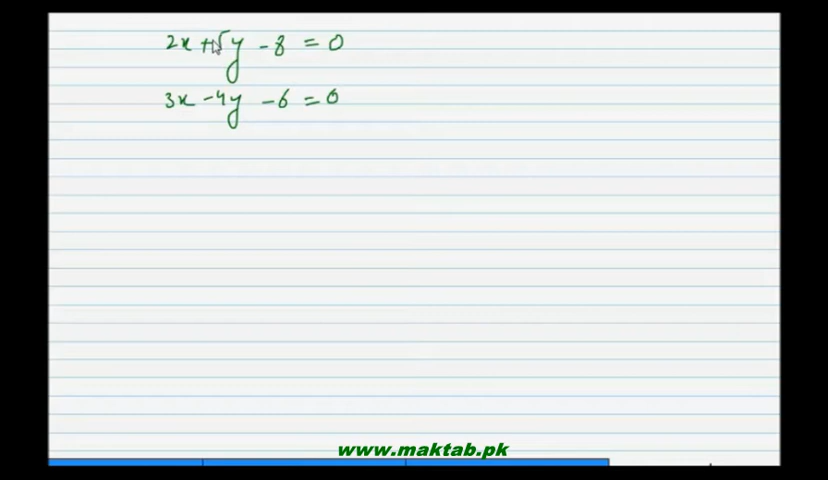 2x + 5y - 8 = 0
3x - 4y - 6 = 0
www.maktab.pk